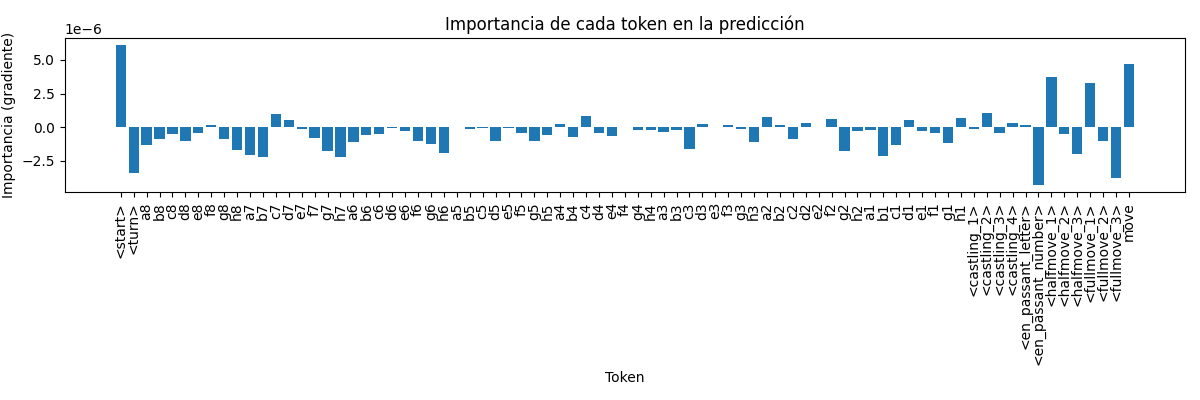 Importancia de cada token en la predicción
1e−6
Importancia (gradiente)
5.0
2.5
0.0
−2.5
<start>
<turn>
a8
b8
c8
d8
e8
f8
g8
h8
a7
b7
c7
d7
e7
f7
g7
h7
a6
b6
c6
d6
e6
f6
g6
h6
a5
b5
c5
d5
e5
f5
g5
h5
a4
b4
c4
d4
e4
f4
g4
h4
a3
b3
c3
d3
e3
f3
g3
h3
a2
b2
c2
d2
e2
f2
g2
h2
a1
b1
c1
d1
e1
f1
g1
h1
<castling_1>
<castling_2>
<castling_3>
<castling_4>
<en_passant_letter>
<en_passant_number>
<halfmove_1>
<halfmove_2>
<halfmove_3>
<fullmove_1>
<fullmove_2>
<fullmove_3>
move
Token